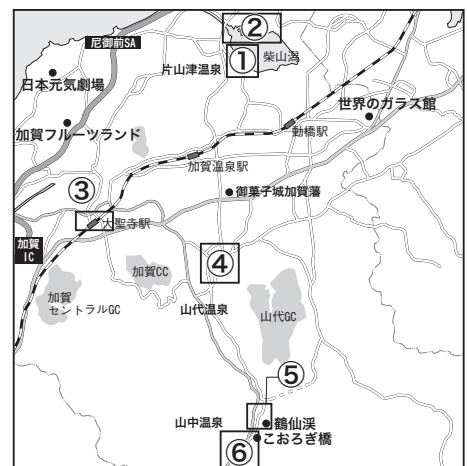 ②
尼御前SA
①
柴山潟
片山津温泉
日本元気劇場
世界のガラス館
加賀フルーツランド
動橋駅
加賀温泉駅
③
御菓子城加賀藩
大聖寺駅
加賀
IC
④
加賀CC
加賀
セントラルGC
山代温泉
山代GC
⑤
山中温泉
鶴仙渓
こおろぎ橋
⑥